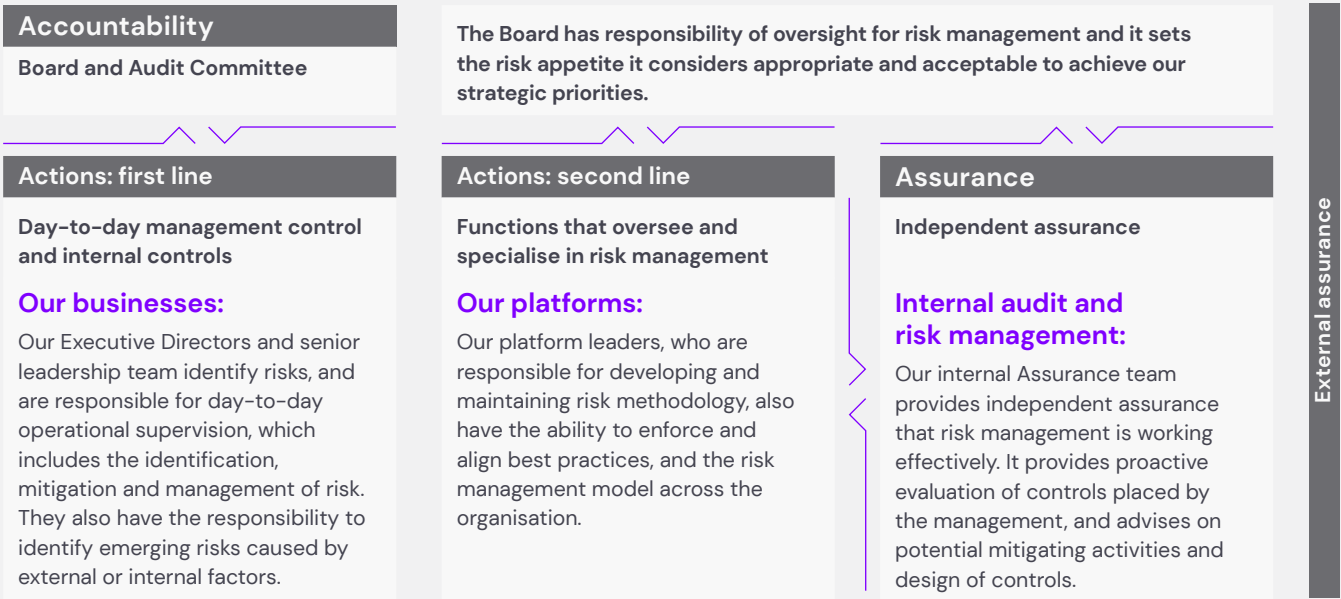 Accountability
Board and Audit Committee
The Board has responsibility of oversight for risk management and it sets
the risk appetite it considers appropriate and acceptable to achieve our
strategic priorities.
Actions: first line
Day-to-day management control
and internal controls
Our businesses:
Our Executive Directors and senior
leadership team identify risks, and
are responsible for day-to-day
operational supervision, which
includes the identification,
mitigation and management of risk.
They also have the responsibility to
identify emerging risks caused by
external or internal factors.
Actions: second line
Functions that oversee and
specialise in risk management
Our platforms:
Our platform leaders, who are
responsible for developing and
maintaining risk methodology, also
have the ability to enforce and
align best practices, and the risk
management model across the
organisation.
Assurance
Independent assurance
Internal audit and
risk management:
Our internal Assurance team
provides independent assurance
that risk management is working
effectively. It provides proactive
evaluation of controls placed by
the management, and advises on
potential mitigating activities and
design of controls.
External assurance